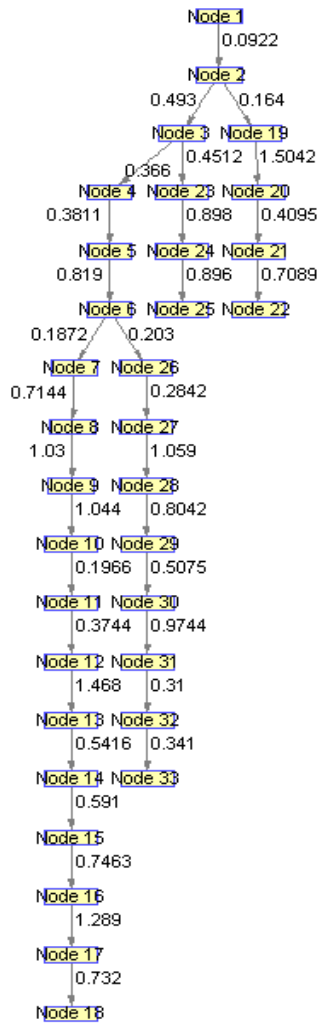 Node 1
0.0922
Node 2
0.493 0.164
Node 3 Node 19
0.366 0.4512 1.5042
Node 4 Node 23 Node 20
0.3811 0.898 0.4095
Node 5 Node 24 Node 21
0.819 0.896 0.7089
Node 6 Node 25 Node 22
0.1872 0.203
Node 7 Node 26
0.7144 0.2842
Node 8 Node 27
1.03 1.059
Node 9 Node 28
1.044 0.8042
Node 10 Node 29
0.1966 0.5075
Node 11 Node 30
0.3744 0.9744
Node 12 Node 31
1.468 0.31
Node 13 Node 32
0.5416 0.341
Node 14 Node 33
0.591
Node 15
0.7463
Node 16
1.289
Node 17
0.732
Node 18